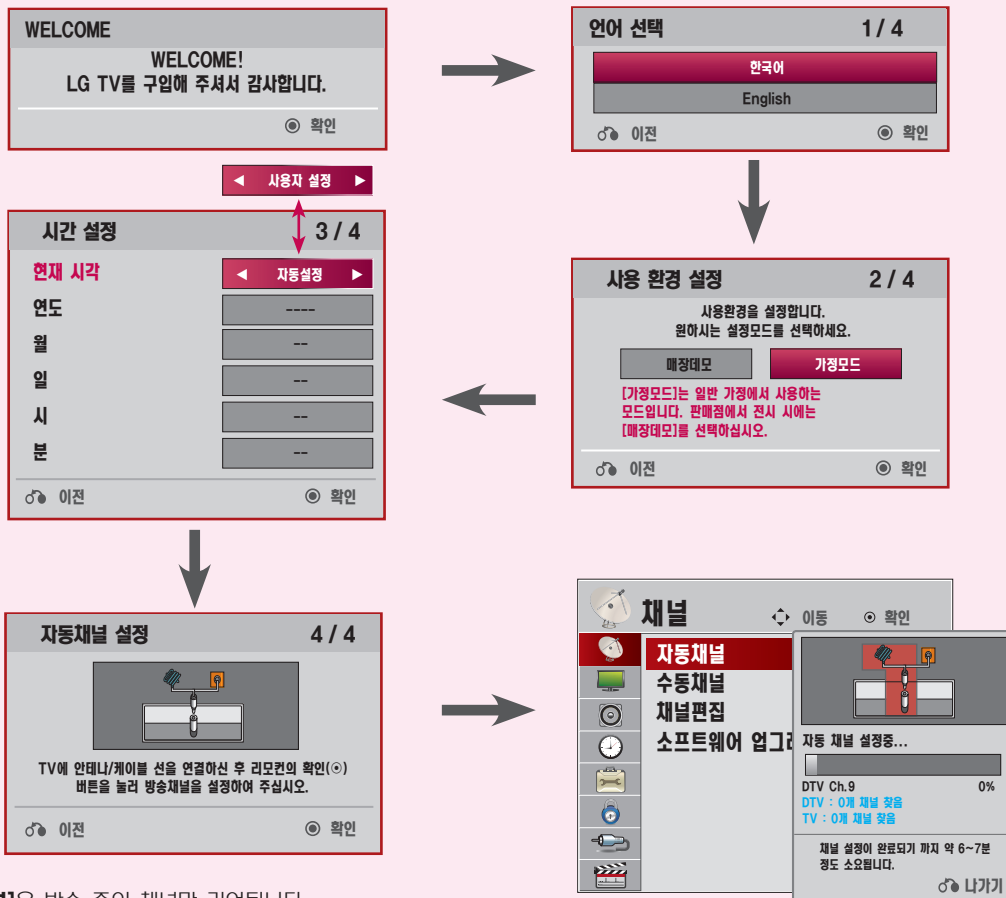 WELCOME
WELCOME!
LG TV를 구입해 주셔서 감사합니다.
확인
언어 선택 1 / 4
한국어
English
이전 확인
사용 환경 설정 2 / 4
사용환경을 설정합니다.
원하시는 설정모드를 선택하세요.
매장데모 가정모드
[가정모드]는 일반 가정에서 사용하는
모드입니다. 판매점에서 전시 시에는
[매장데모]를 선택하십시오.
이전 확인
사용자 설정
시간 설정 3 / 4
현재 시각 자동설정
연도 ----
월 --
일 --
시 --
분 --
이전 확인
자동채널 설정 4 / 4
TV에 안테나/케이블 선을 연결하신 후 리모컨의 확인(⊙)
버튼을 눌러 방송채널을 설정하여 주십시오.
이전 확인
채널 이동 확인
자동채널
수동채널
채널편집
소프트웨어 업그
자동 채널 설정중...
DTV Ch.9 0%
DTV : 0개 채널 찾음
TV : 0개 채널 찾음
채널 설정이 완료되기 까지 약 6~7분
정도 소요됩니다.
나가기